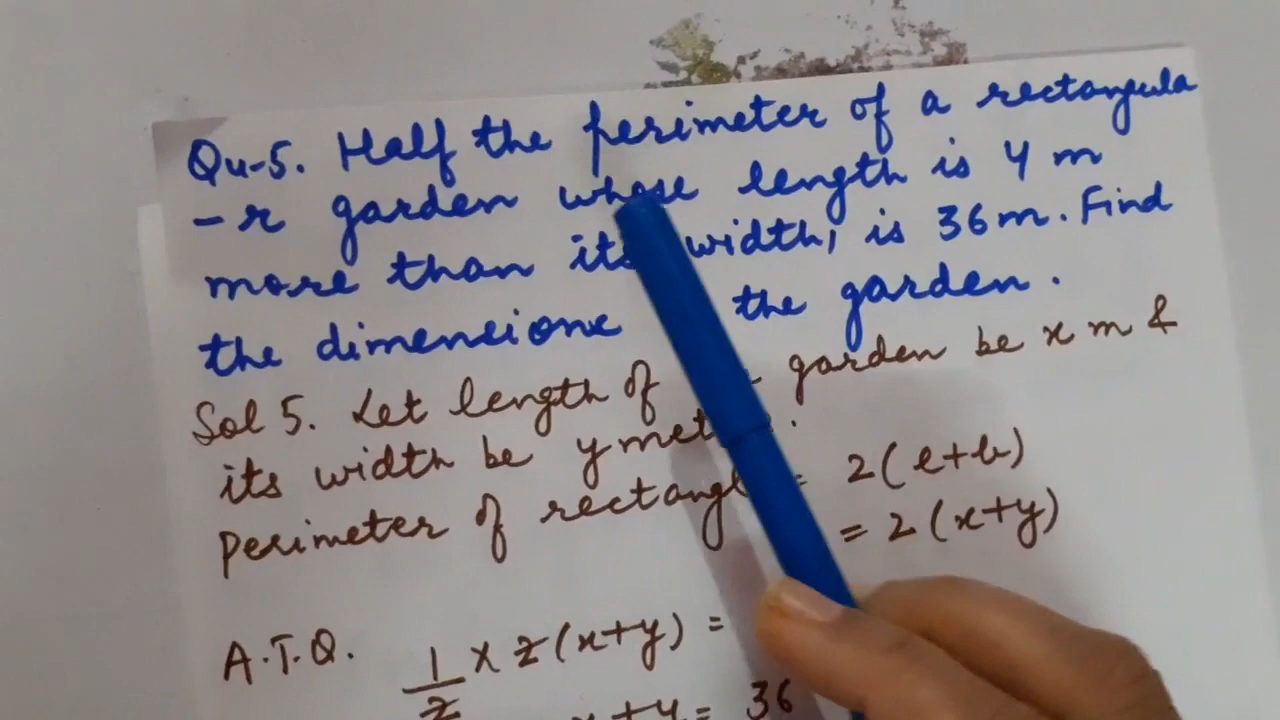 Qu-5. Half the perimeter of a rectangula
-r garden whose length is 4 m
more than its width, is 36m. Find
the dimensions the garden.
Sol 5. Let length of garden be x m &
its width be y met
Perimeter of rectangl = 2(l+b)
= 2(x+y)
A.T.Q. 1/2 x 2(x+y) =
x+y = 36